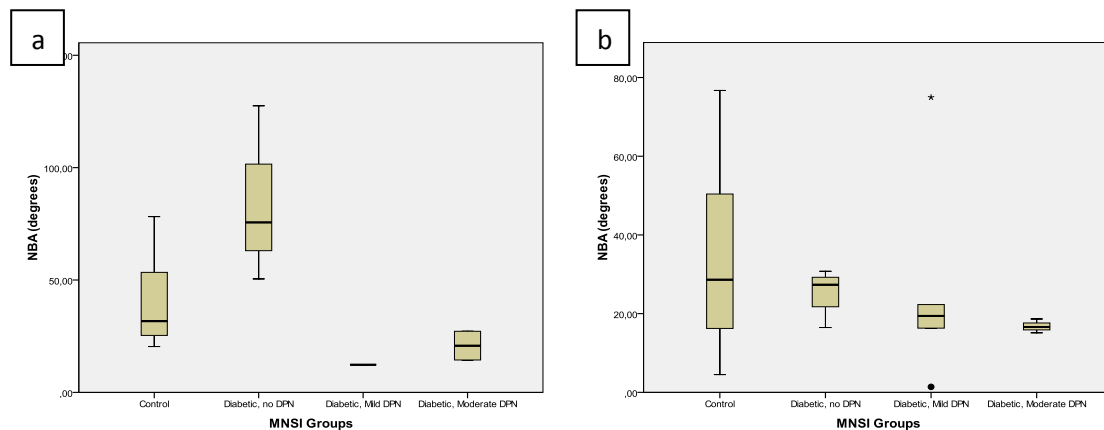 a
100,00
50,00
,00
NBA (degrees)
Control
Diabetic, no DPN
Diabetic, Mild DPN
Diabetic, Moderate DPN
MNSI Groups
b
80,00
60,00
40,00
20,00
,00
NBA (degrees)
*
Control
Diabetic, no DPN
Diabetic, Mild DPN
Diabetic, Moderate DPN
MNSI Groups